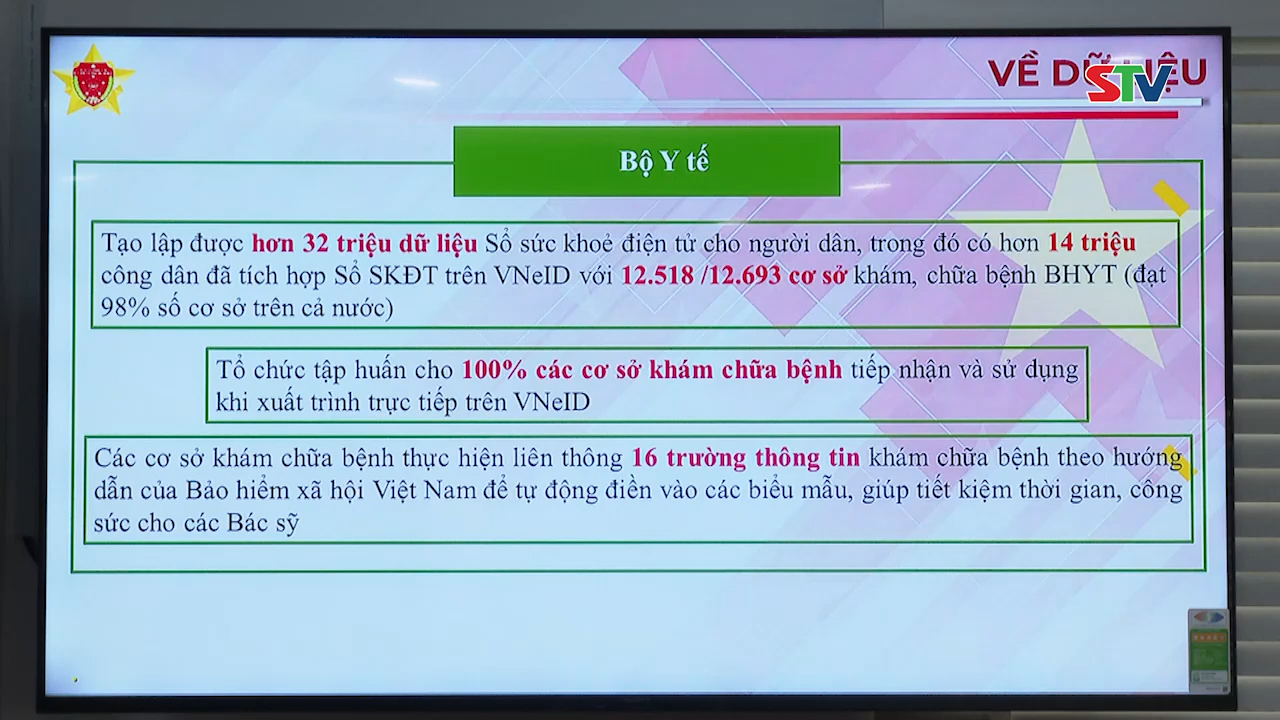 VỀ DỮ LIỆU
STV
Bộ Y tế
Tạo lập được hơn 32 triệu dữ liệu Sổ sức khoẻ điện tử cho người dân, trong đó có hơn 14 triệu
công dân đã tích hợp Sổ SKĐT trên VNeID với 12.518 /12.693 cơ sở khám, chữa bệnh BHYT (đạt
98% số cơ sở trên cả nước)
Tổ chức tập huấn cho 100% các cơ sở khám chữa bệnh tiếp nhận và sử dụng
khi xuất trình trực tiếp trên VNeID
Các cơ sở khám chữa bệnh thực hiện liên thông 16 trường thông tin khám chữa bệnh theo hướng
dẫn của Bảo hiểm xã hội Việt Nam để tự động điền vào các biểu mẫu, giúp tiết kiệm thời gian, công
sức cho các Bác sỹ